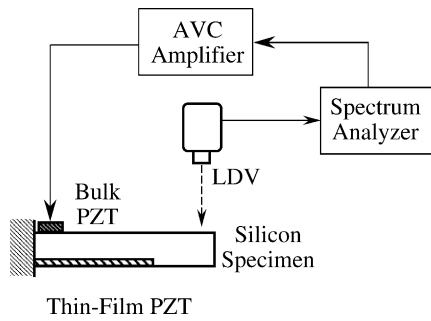 AVC
Amplifier
Spectrum
Analyzer
LDV
Bulk
PZT
Silicon
Specimen
Thin-Film PZT